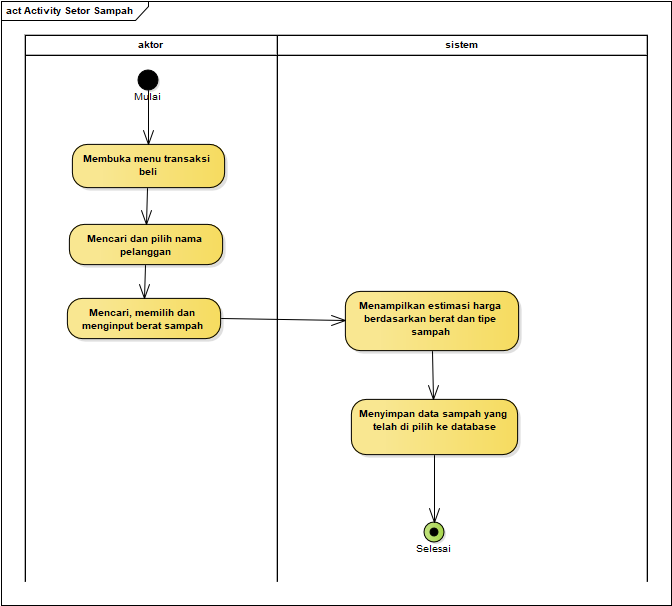 act Activity Setor Sampah
aktor
sistem
Mulai
Membuka menu transaksi
beli
Mencari dan pilih nama
pelanggan
Mencari, memilih dan
menginput berat sampah
Menampilkan estimasi harga
berdasarkan berat dan tipe
sampah
Menyimpan data sampah yang
telah di pilih ke database
Selesai